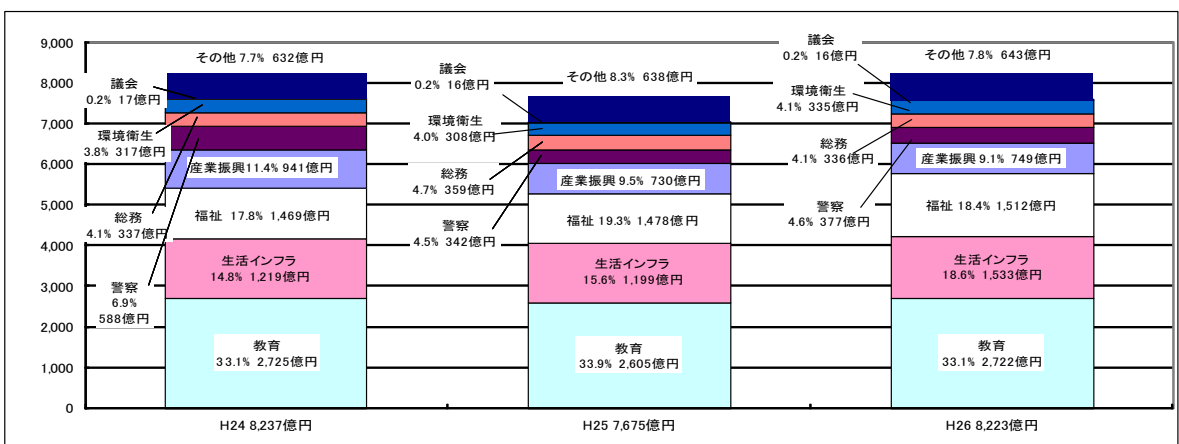 9,000
8,000
7,000
6,000
5,000
4,000
3,000
2,000
1,000
0
その他 7.7% 632億円
議会
0.2% 17億円
環境衛生
3.8% 317億円
総務
4.1% 337億円
警察
6.9%
588億円
産業振興11.4% 941億円
福祉 17.8% 1,469億円
生活インフラ
14.8% 1,219億円
教育
33.1% 2,725億円
H24 8,237億円
その他 8.3% 638億円
議会
0.2% 16億円
環境衛生
4.0% 308億円
総務
4.7% 359億円
警察
4.5% 342億円
産業振興 9.5% 730億円
福祉 19.3% 1,478億円
生活インフラ
15.6% 1,199億円
教育
33.9% 2,605億円
H25 7,675億円
その他 7.8% 643億円
議会
0.2% 16億円
環境衛生
4.1% 335億円
総務
4.1% 336億円
警察
4.6% 377億円
産業振興 9.1% 749億円
福祉 18.4% 1,512億円
生活インフラ
18.6% 1,533億円
教育
33.1% 2,722億円
H26 8,223億円